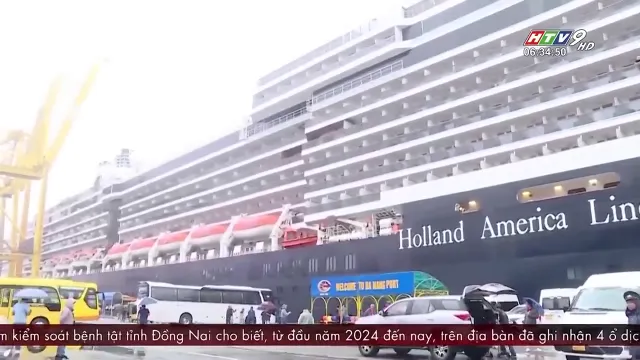 HTV9 HD
06:34:50
Holland America Line
WELCOME TO DA NANG PORT
m kiểm soát bệnh tật tỉnh Đồng Nai cho biết, từ đầu năm 2024 đến nay, trên địa bàn đã ghi nhận 4 ổ dịc